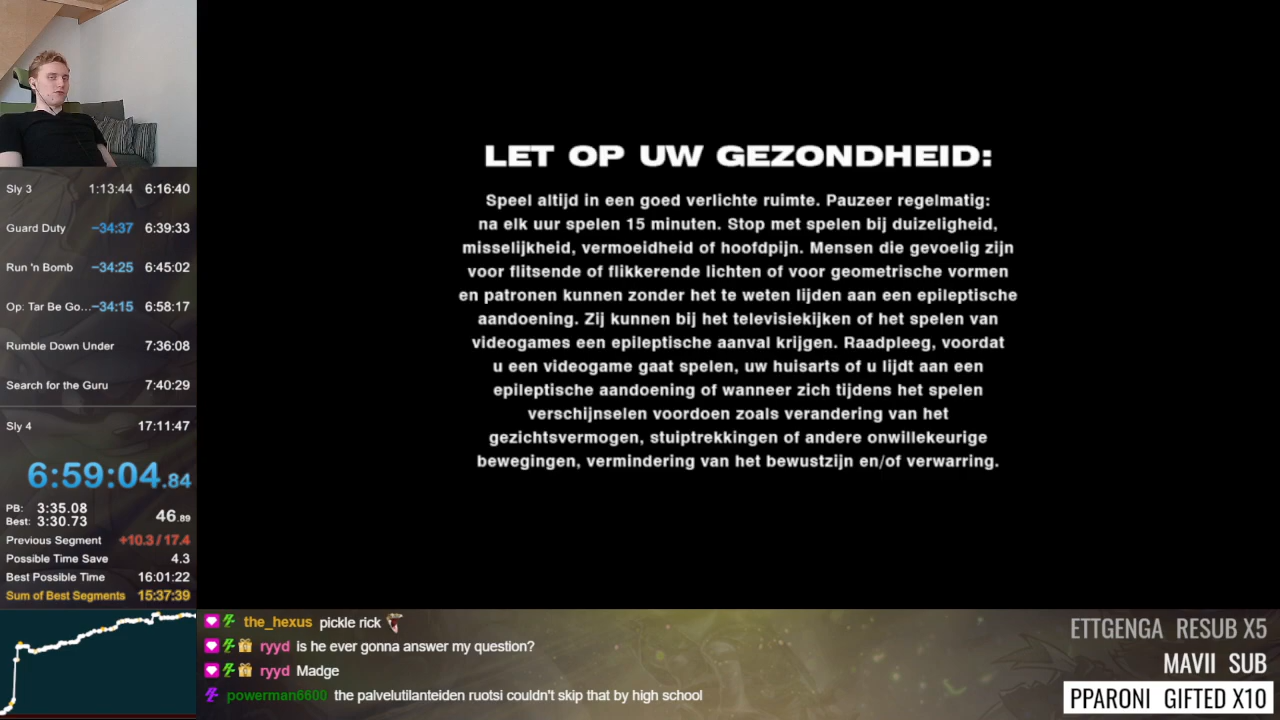 Sly 3 1:13:44 6:16:40
Guard Duty −34:37 6:39:33
Run 'n Bomb −34:25 6:45:02
Op: Tar Be Go... −34:15 6:58:17
Rumble Down Under 7:36:08
Search for the Guru 7:40:29
Sly 4 17:11:47
6:59:04.84
PB: 3:35.08
Best: 3:30.73
46.89
Previous Segment +10.3 / 17.4
Possible Time Save 4.3
Best Possible Time 16:01:22
Sum of Best Segments 15:37:39
LET OP UW GEZONDHEID:
Speel altijd in een goed verlichte ruimte. Pauzeer regelmatig:
na elk uur spelen 15 minuten. Stop met spelen bij duizeligheid,
misselijkheid, vermoeidheid of hoofdpijn. Mensen die gevoelig zijn
voor flitsende of flikkerende lichten of voor geometrische vormen
en patronen kunnen zonder het te weten lijden aan een epileptische
aandoening. Zij kunnen bij het televisiekijken of het spelen van
videogames een epileptische aanval krijgen. Raadpleeg, voordat
u een videogame gaat spelen, uw huisarts of u lijdt aan een
epileptische aandoening of wanneer zich tijdens het spelen
verschijnselen voordoen zoals verandering van het
gezichtsvermogen, stuiptrekkingen of andere onwillekeurige
bewegingen, vermindering van het bewustzijn en/of verwarring.
the_hexus pickle rick
ryyd Is he ever gonna answer my question?
ryyd Madge
powerman6600 the palvelutilanteiden ruotsi couldn't skip that by high school
ETTGENGA RESUB X5
MAVII SUB
PPARONI GIFTED X10